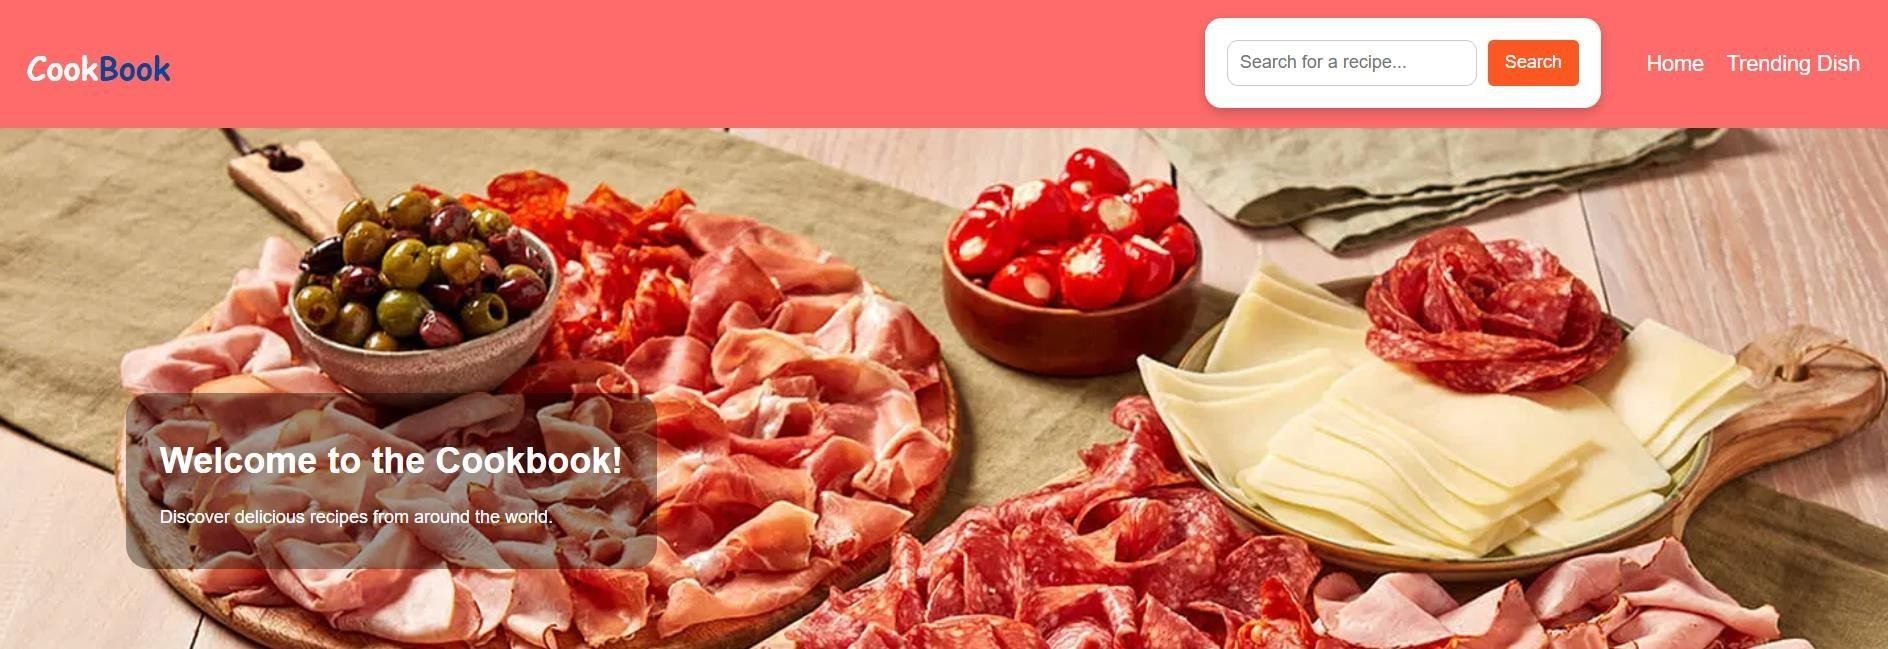 CookBook
Search for a recipe...
Search
Home
Trending Dish
Welcome to the Cookbook!
Discover delicious recipes from around the world.